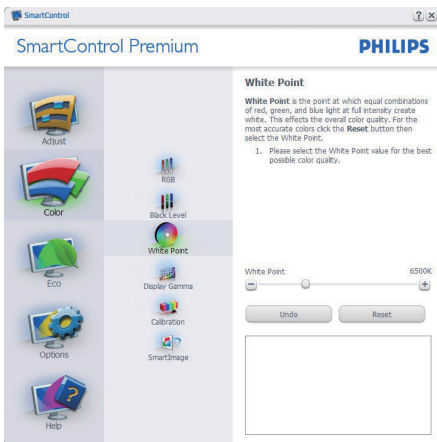 SmartControl
SmartControl Premium
PHILIPS
Adjust
Color
Eco
Options
Help
RGB
Black Level
White Point
Display Gamma
Calibration
SmartImage
White Point
White Point is the point at which equal combinations
of red, green, and blue light at full intensity create
white. This effects the overall color quality. For the
most accurate colors click the Reset button then
select the White Point.
1. Please select the White Point value for the best
possible color quality.
White Point 6500K
Undo Reset